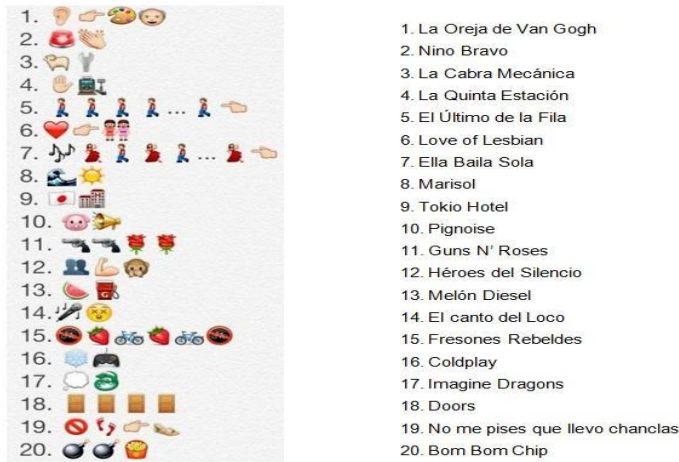 1.
2.
3.
4.
5. ...
6.
7. ...
8.
9.
10.
11.
12.
13.
14.
15.
16.
17.
18.
19.
20.
1. La Oreja de Van Gogh
2. Nino Bravo
3. La Cabra Mecánica
4. La Quinta Estación
5. El Último de la Fila
6. Love of Lesbian
7. Ella Baila Sola
8. Marisol
9. Tokio Hotel
10. Pignoise
11. Guns N' Roses
12. Héroes del Silencio
13. Melón Diesel
14. El canto del Loco
15. Fresones Rebeldes
16. Coldplay
17. Imagine Dragons
18. Doors
19. No me pises que llevo chanclas
20. Bom Bom Chip